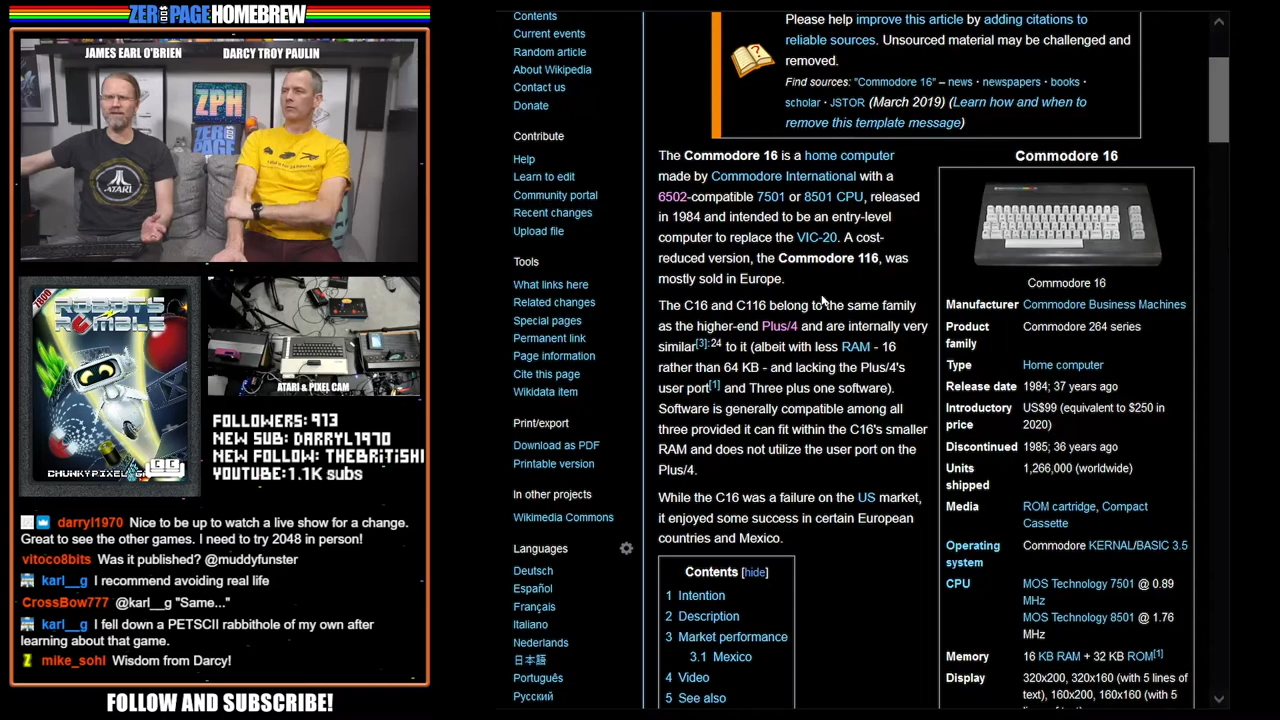 ZER PAGE HOMEBREW
JAMES EARL O'BRIEN
DARCY TROY PAULIN
ZPH
ATARI
7800
ROBOTS
RUMBLE
ATARI & PIXEL CAM
FOLLOWERS: 913
NEW SUB: DARRYL1970
NEW FOLLOW: THEBRITISHI
YOUTUBE: 1.1K subs
darryl1970 Nice to be up to watch a live show for a change.
Great to see the other games. I need to try 2048 in person!
vitoco8bits Was it published? @muddyfunster
karl__g I recommend avoiding real life
CrossBow777 @karl__g "Same..."
karl__g I fell down a PETSCII rabbithole of my own after
learning about that game.
mike_sohl Wisdom from Darcy!
FOLLOW AND SUBSCRIBE!
Contents
Current events
Random article
About Wikipedia
Contact us
Donate
Contribute
Help
Learn to edit
Community portal
Recent changes
Upload file
Tools
What links here
Related changes
Special pages
Permanent link
Page information
Cite this page
Wikidata item
Print/export
Download as PDF
Printable version
In other projects
Wikimedia Commons
Languages
Deutsch
Español
Français
Italiano
Nederlands
日本語
Português
Русский
Please help improve this article by adding citations to
reliable sources. Unsourced material may be challenged and
removed.
Find sources: "Commodore 16" – news · newspapers · books ·
scholar · JSTOR (March 2019) (Learn how and when to
remove this template message)
The Commodore 16 is a home computer
made by Commodore International with a
6502-compatible 7501 or 8501 CPU, released
in 1984 and intended to be an entry-level
computer to replace the VIC-20. A cost-
reduced version, the Commodore 116, was
mostly sold in Europe.
The C16 and C116 belong to the same family
as the higher-end Plus/4 and are internally very
similar[3]:24 to it (albeit with less RAM - 16
rather than 64 KB - and lacking the Plus/4's
user port[1] and Three plus one software).
Software is generally compatible among all
three provided it can fit within the C16's smaller
RAM and does not utilize the user port on the
Plus/4.
While the C16 was a failure on the US market,
it enjoyed some success in certain European
countries and Mexico.
Contents [hide]
1 Intention
2 Description
3 Market performance
3.1 Mexico
4 Video
5 See also
Commodore 16
Commodore 16
Manufacturer Commodore Business Machines
Product family Commodore 264 series
Type Home computer
Release date 1984; 37 years ago
Introductory price US$99 (equivalent to $250 in
2020)
Discontinued 1985; 36 years ago
Units shipped 1,266,000 (worldwide)
Media ROM cartridge, Compact
Cassette
Operating system Commodore KERNAL/BASIC 3.5
CPU MOS Technology 7501 @ 0.89
MHz
MOS Technology 8501 @ 1.76
MHz
Memory 16 KB RAM + 32 KB ROM[1]
Display 320x200, 320x160 (with 5 lines of
text), 160x200, 160x160 (with 5